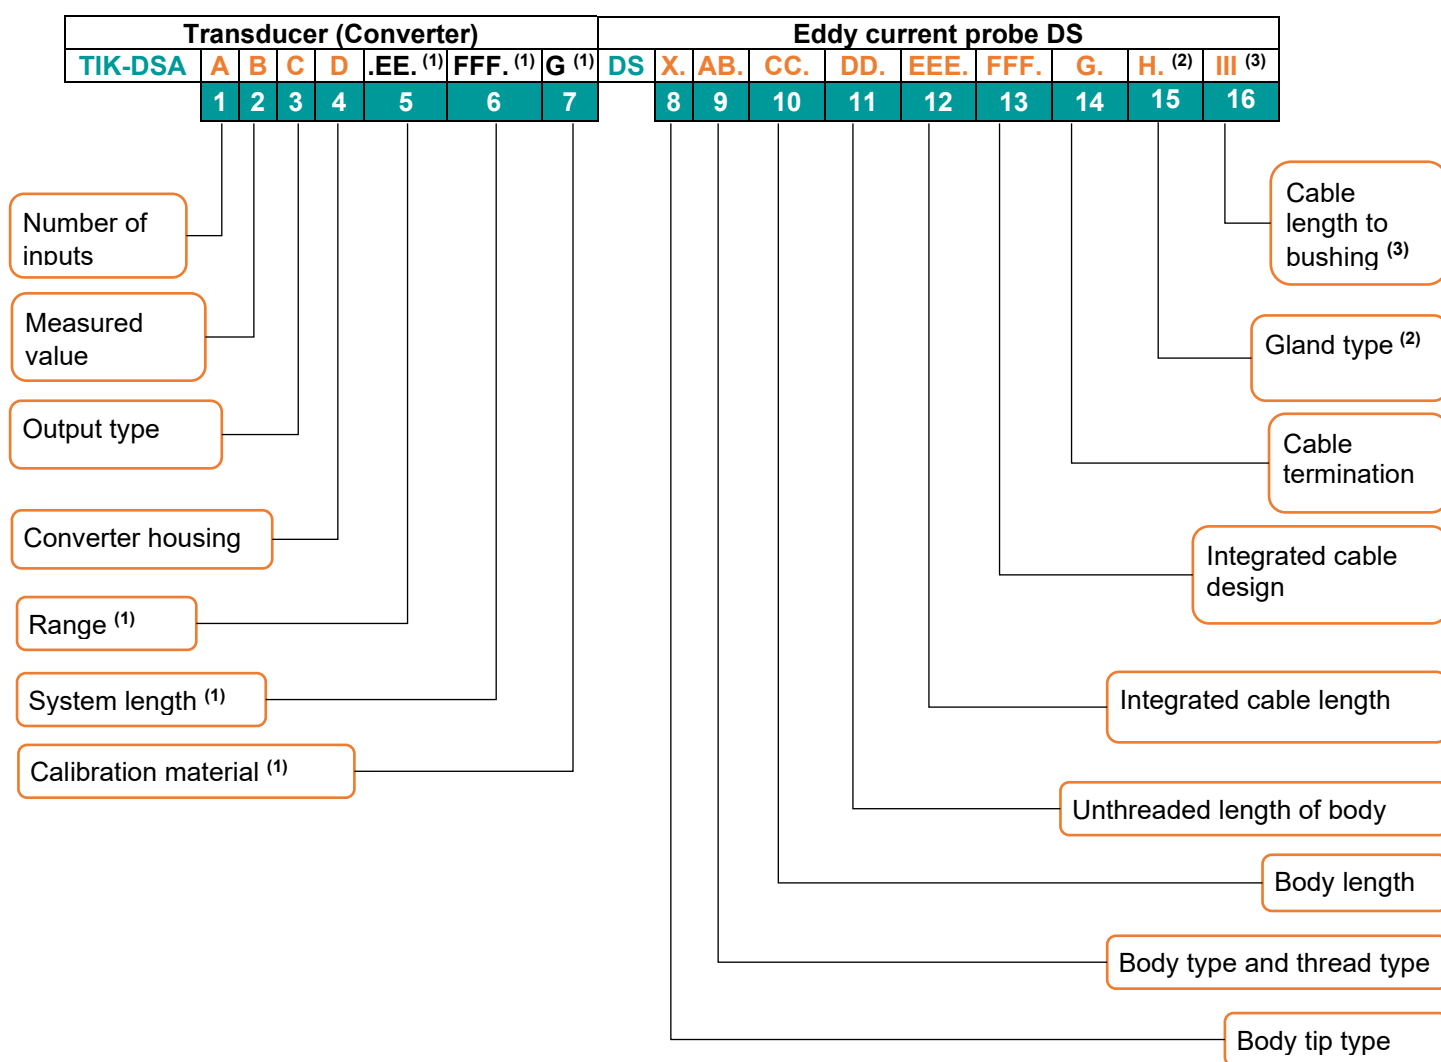 Transducer (Converter) Eddy current probe DS
TIK-DSA A B C D .EE. (1) FFF. (1) G (1) DS X. AB. CC. DD. EEE. FFF. G. H. (2) III (3)
1 2 3 4 5 6 7 8 9 10 11 12 13 14 15 16
Number of
inputs
Measured
value
Output type
Converter housing
Range (1)
System length (1)
Calibration material (1)
Cable
length to
bushing (3)
Gland type (2)
Cable
termination
Integrated cable
design
Integrated cable length
Unthreaded length of body
Body length
Body type and thread type
Body tip type